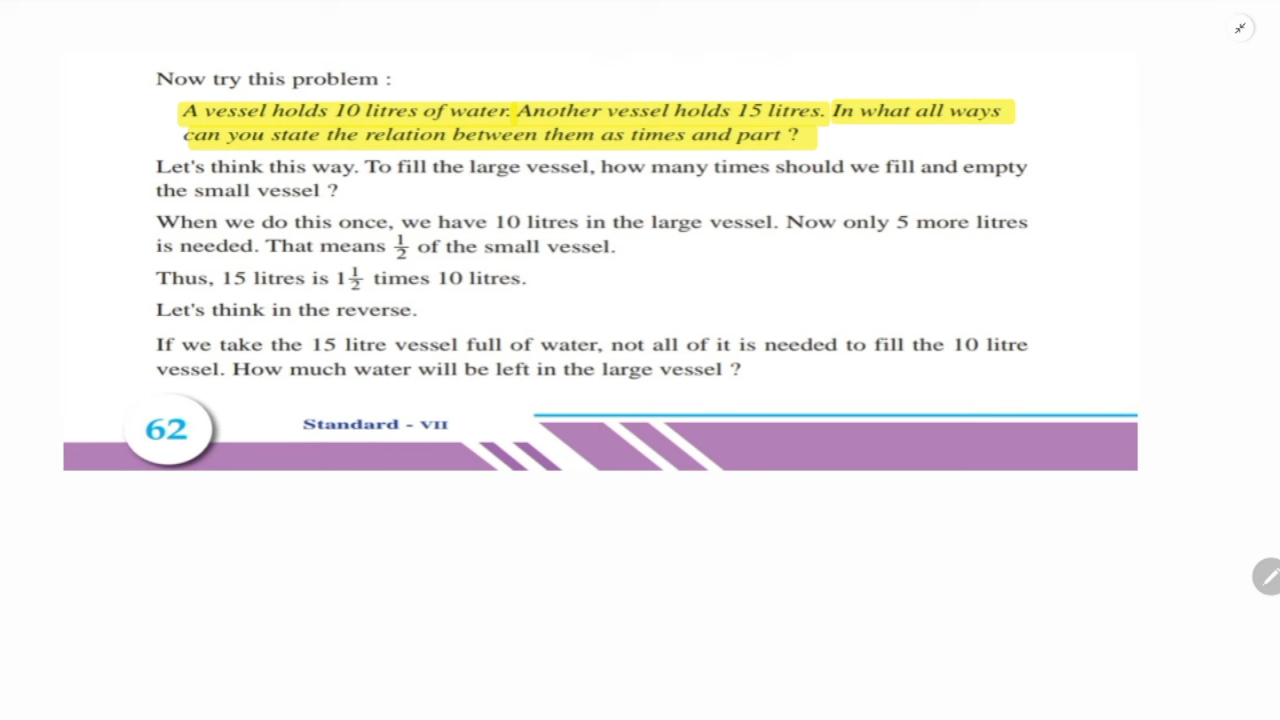 Now try this problem :
A vessel holds 10 litres of water. Another vessel holds 15 litres. In what all ways
can you state the relation between them as times and part ?
Let's think this way. To fill the large vessel, how many times should we fill and empty
the small vessel ?
When we do this once, we have 10 litres in the large vessel. Now only 5 more litres
is needed. That means 1/2 of the small vessel.
Thus, 15 litres is 1 1/2 times 10 litres.
Let's think in the reverse.
If we take the 15 litre vessel full of water, not all of it is needed to fill the 10 litre
vessel. How much water will be left in the large vessel ?
62 Standard - VII